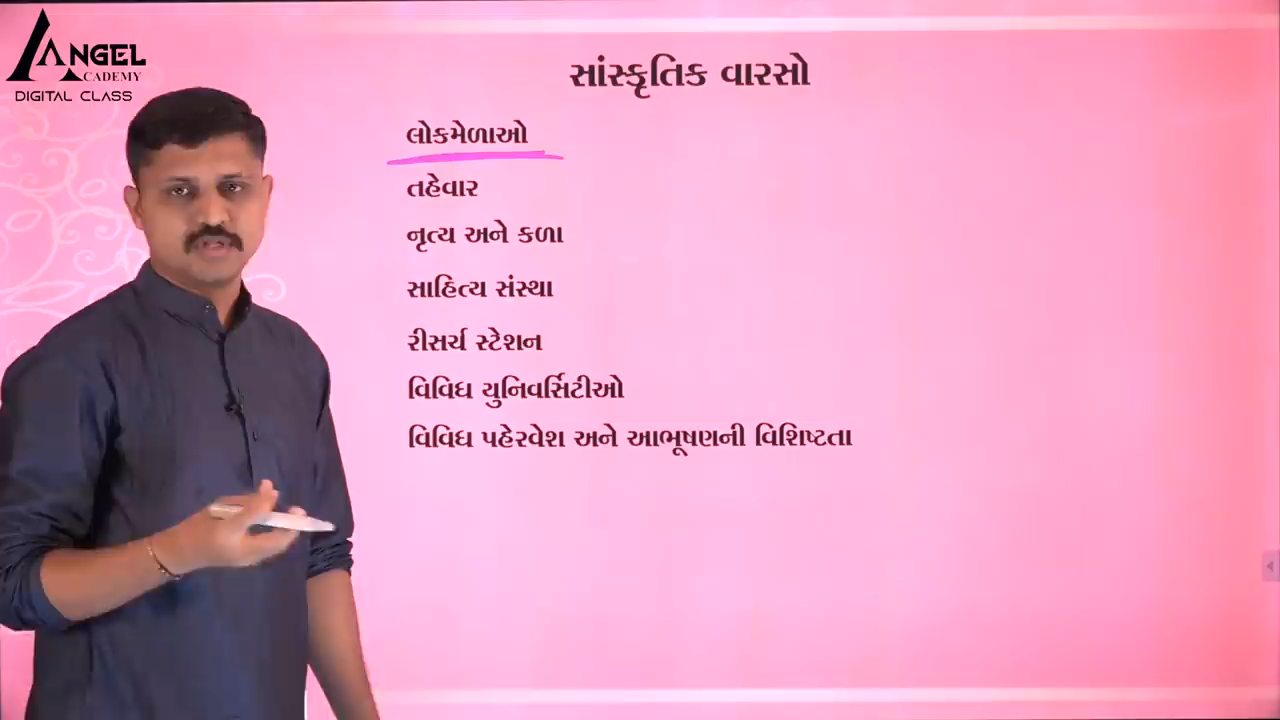 ANGEL
ACADEMY
DIGITAL CLASS
સાંસ્કૃતિક વારસો
લોકમેળાઓ
તહેવાર
નૃત્ય અને કળા
સાહિત્ય સંસ્થા
રીસર્ચ સ્ટેશન
વિવિધ યુનિવર્સિટીઓ
વિવિધ પહેરવેશ અને આભૂષણની વિશિષ્ટતા